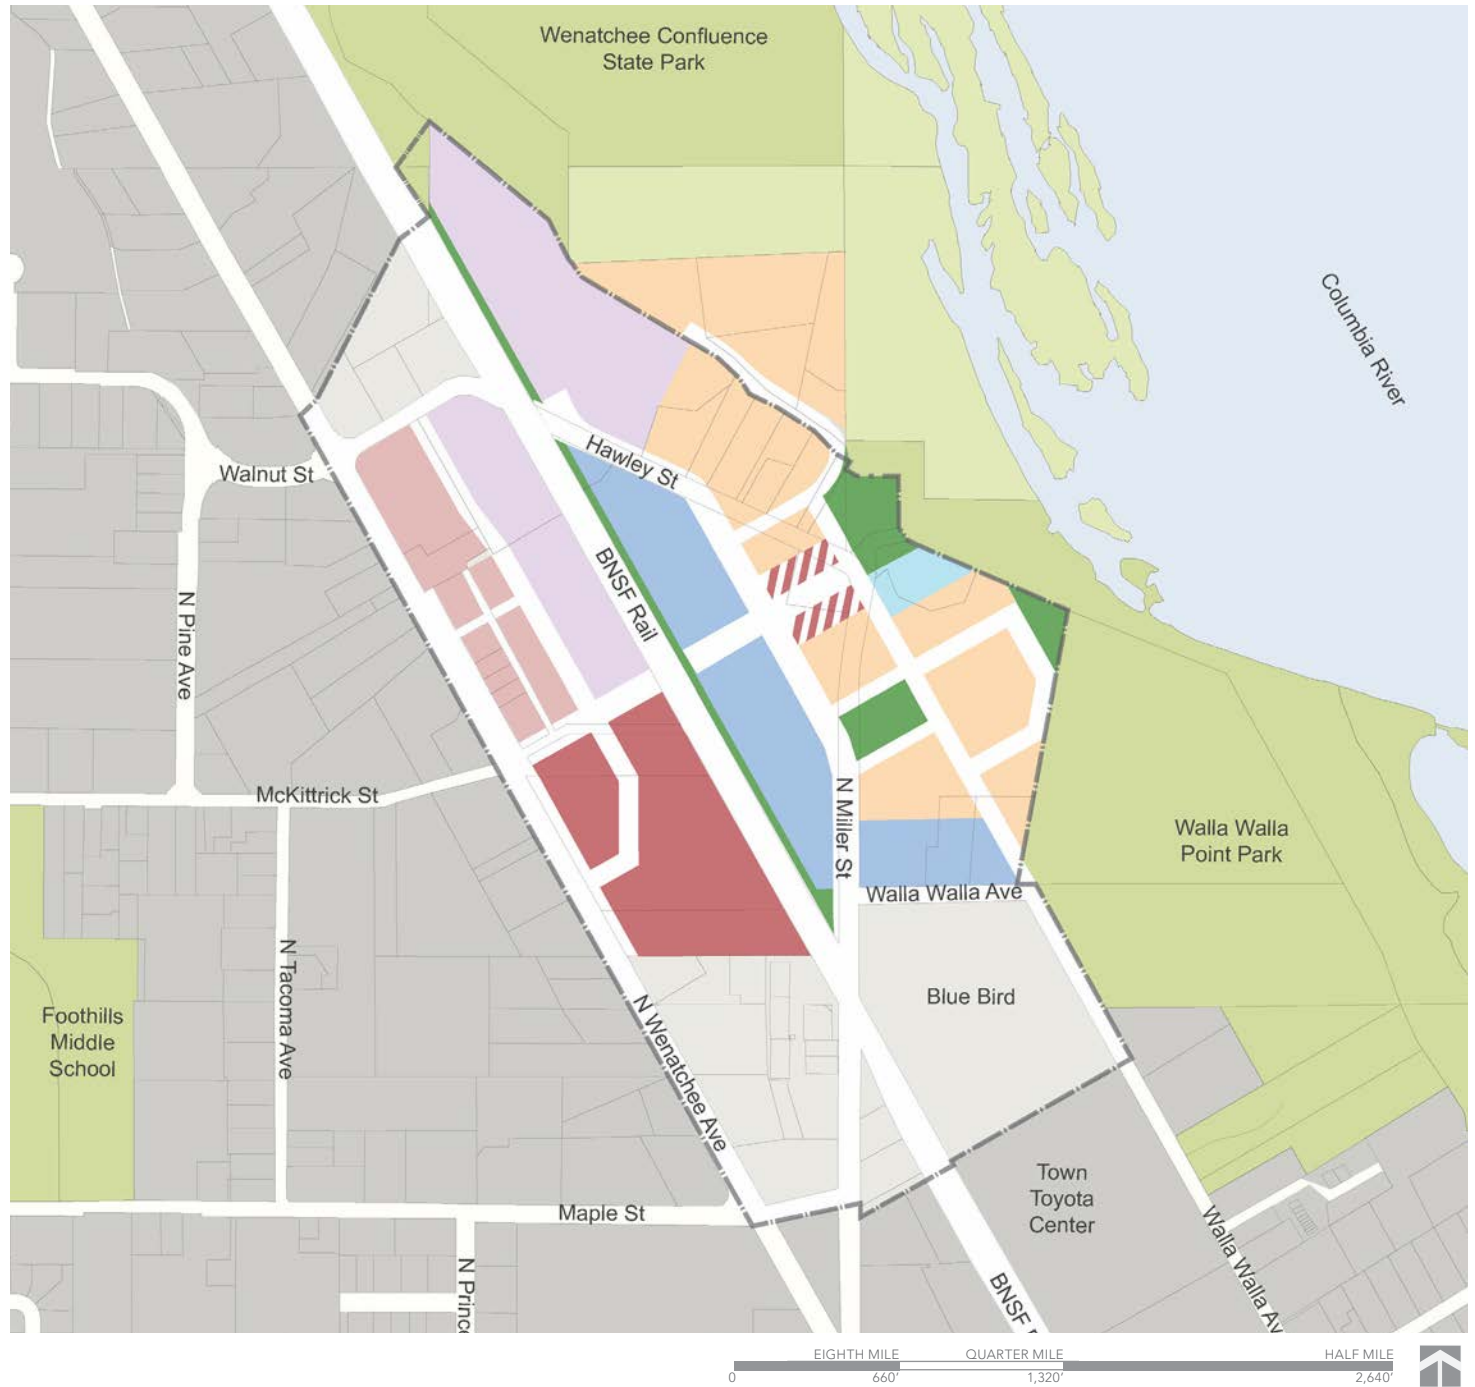 Wenatchee Confluence
State Park
Columbia River
Hawley St
Walnut St
BNSF Rail
N Pine Ave
McKittrick St
N Miller St
Walla Walla
Point Park
Walla Walla Ave
N Tacoma Ave
Blue Bird
Foothills
Middle
School
N Wenatchee Ave
Town
Toyota
Center
Maple St
Walla Walla Av
N Princ
BNSF
EIGHTH MILE
QUARTER MILE
HALF MILE
0
660'
1,320'
2,640'